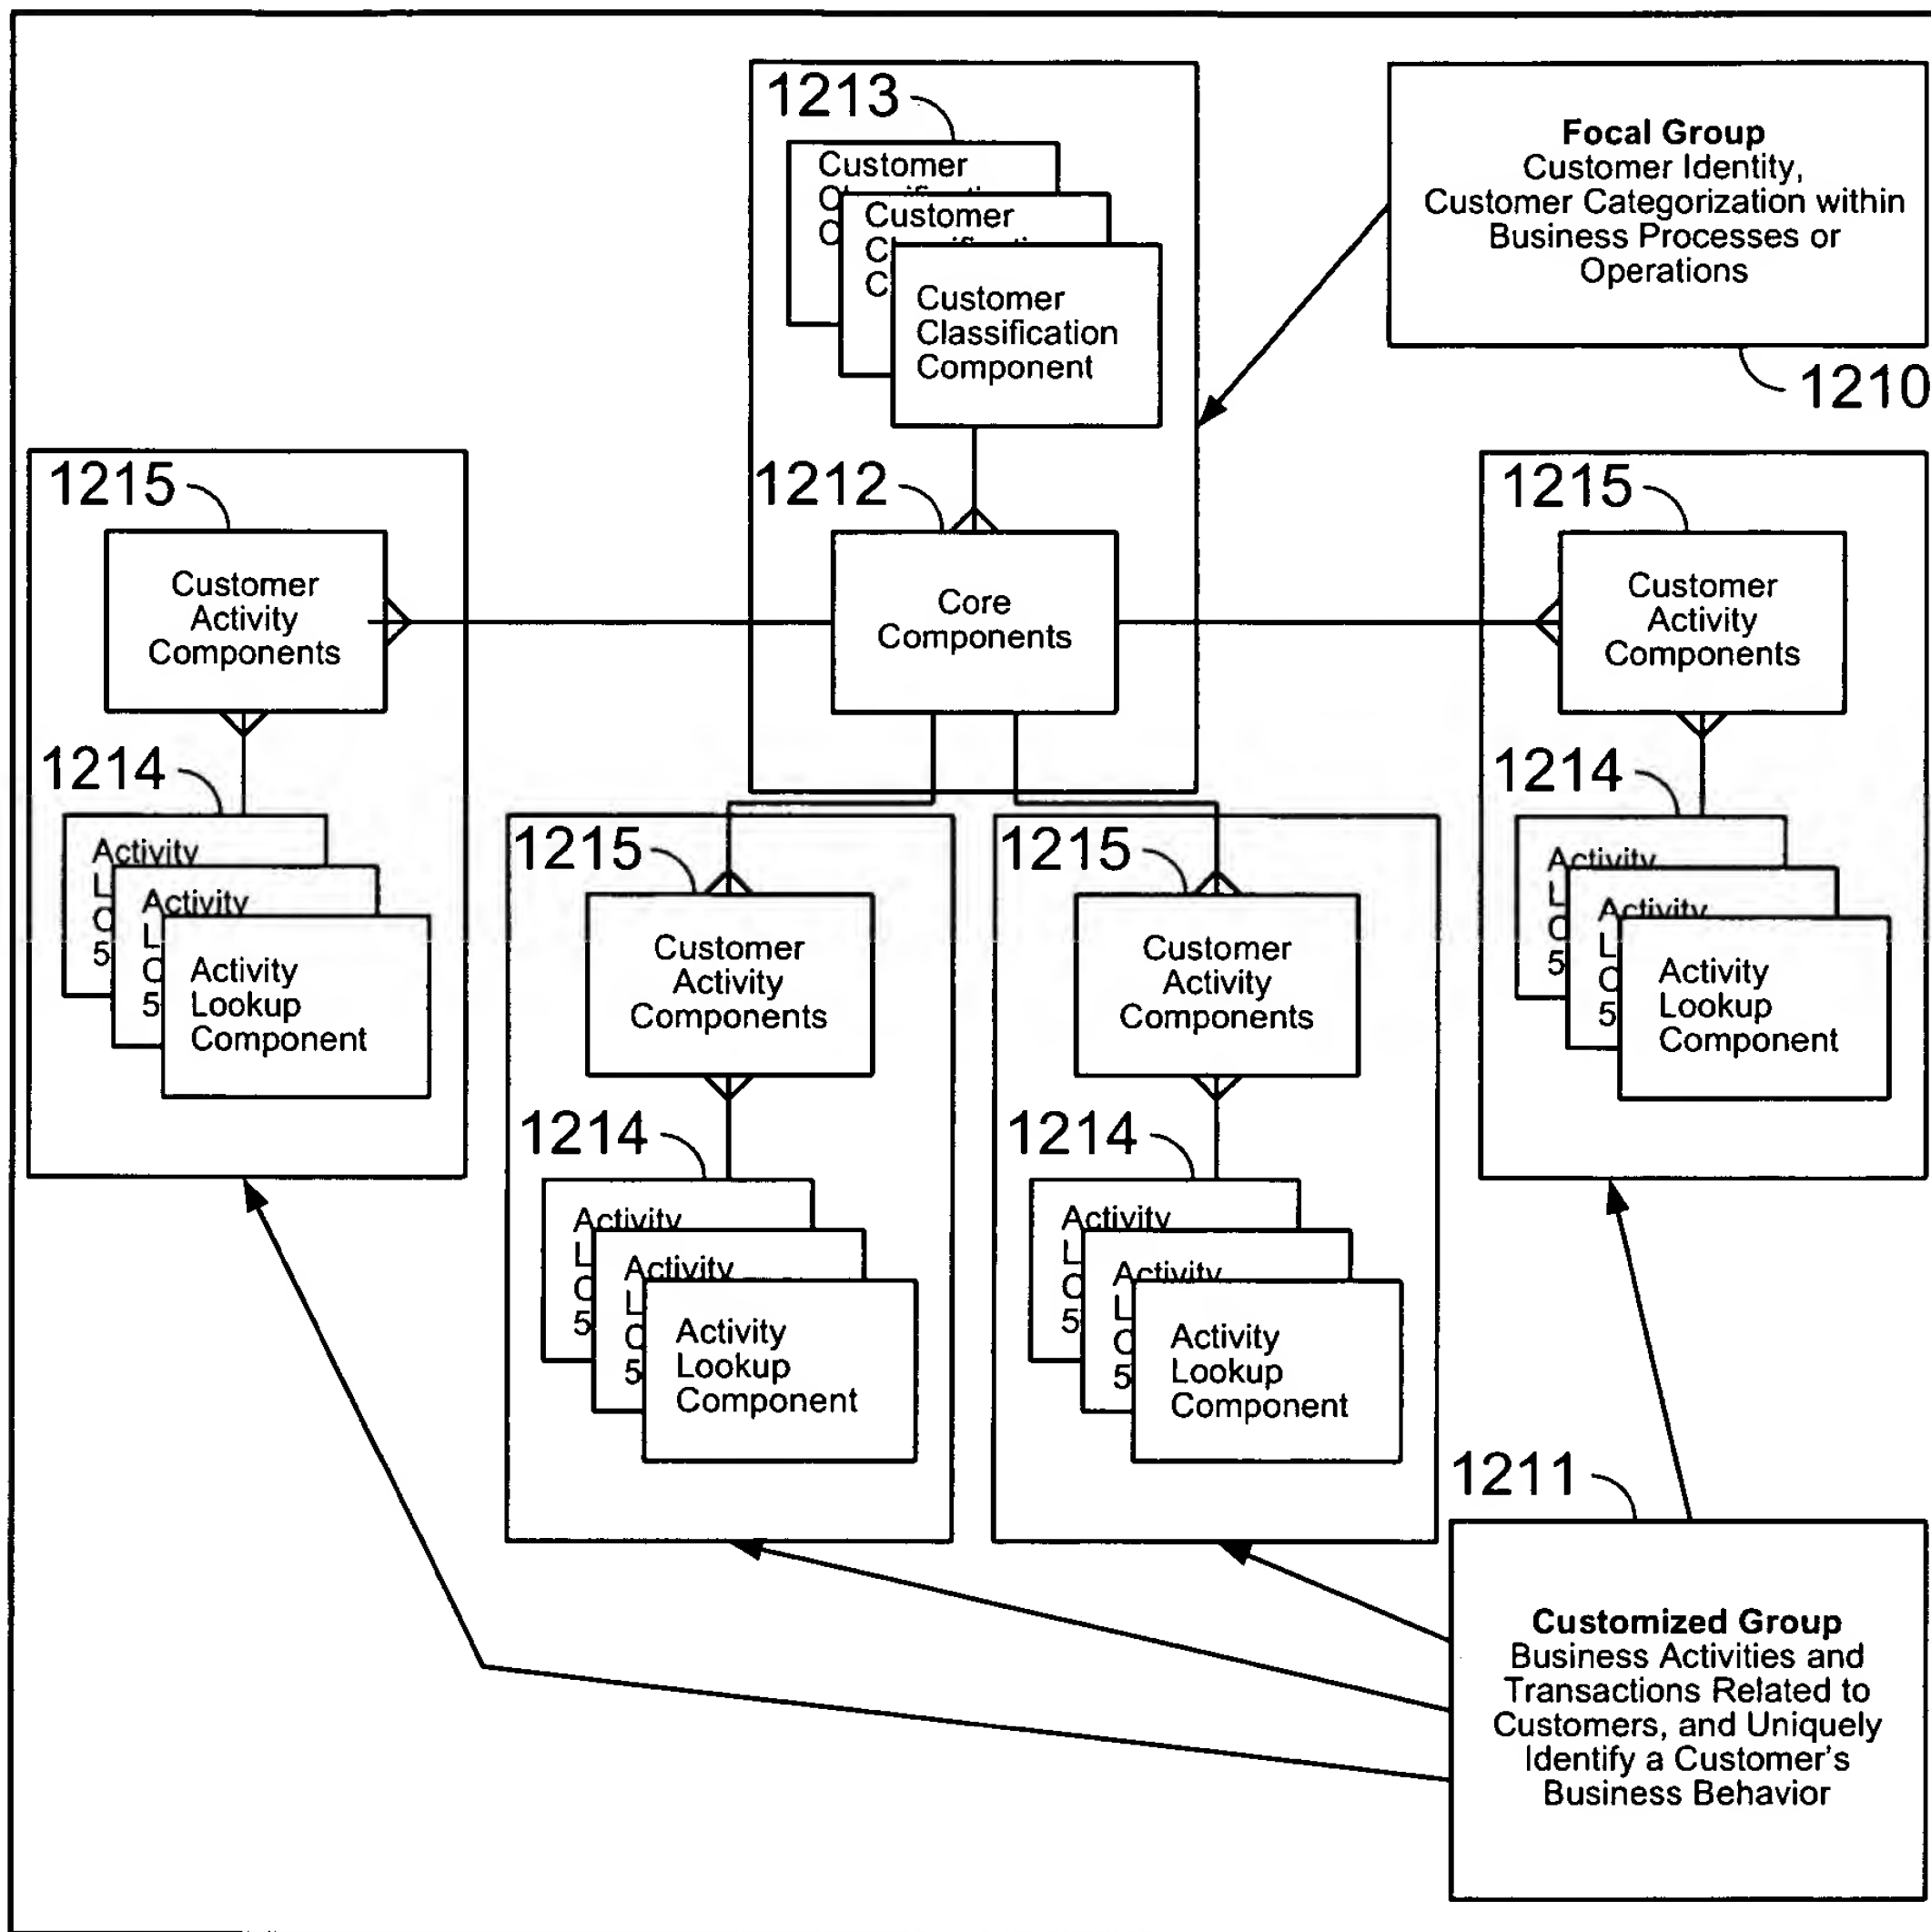 1213
Customer
Customer
Customer
Classification
Component
Focal Group
Customer Identity,
Customer Categorization within
Business Processes or
Operations
1210
1212
Core
Components
1215
Customer
Activity
Components
1214
Activity
Activity
Activity
Lookup
Component
1215
Customer
Activity
Components
1214
Activity
Activity
Activity
Lookup
Component
1215
Customer
Activity
Components
1214
Activity
Activity
Activity
Lookup
Component
1215
Customer
Activity
Components
1214
Activity
Activity
Activity
Lookup
Component
1211
Customized Group
Business Activities and
Transactions Related to
Customers, and Uniquely
Identify a Customer's
Business Behavior